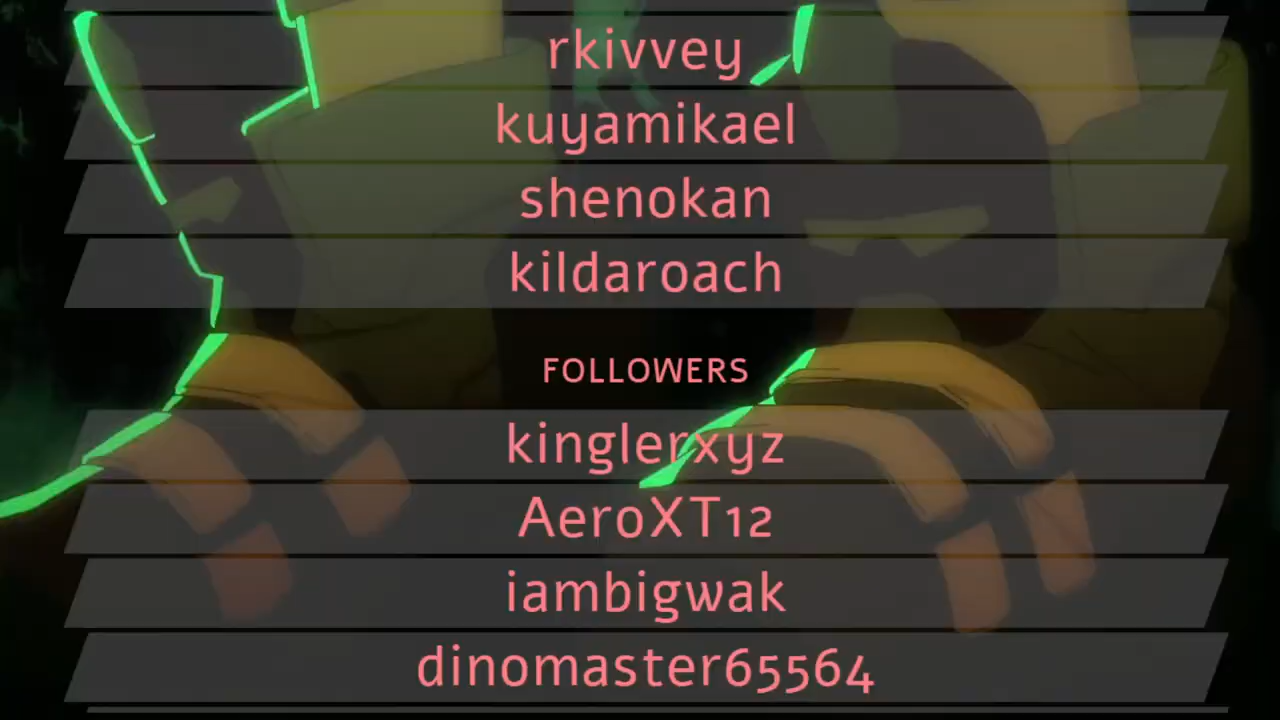 rkivvey
kuyamikael
shenokan
kildaroach
FOLLOWERS
kinglerxyz
AeroXT12
iambigwak
dinomaster65564